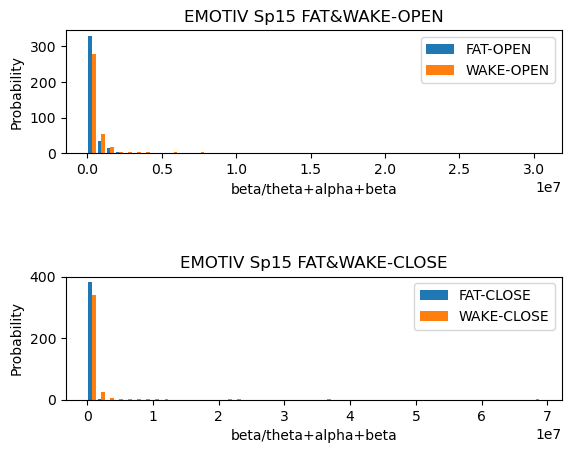 EMOTIV Sp15 FAT&WAKE-OPEN
Probability
300
200
100
0
FAT-OPEN
WAKE-OPEN
0.0 0.5 1.0 1.5 2.0 2.5 3.0
1e7
beta/theta+alpha+beta
EMOTIV Sp15 FAT&WAKE-CLOSE
Probability
400
200
0
FAT-CLOSE
WAKE-CLOSE
0 1 2 3 4 5 6 7
1e7
beta/theta+alpha+beta